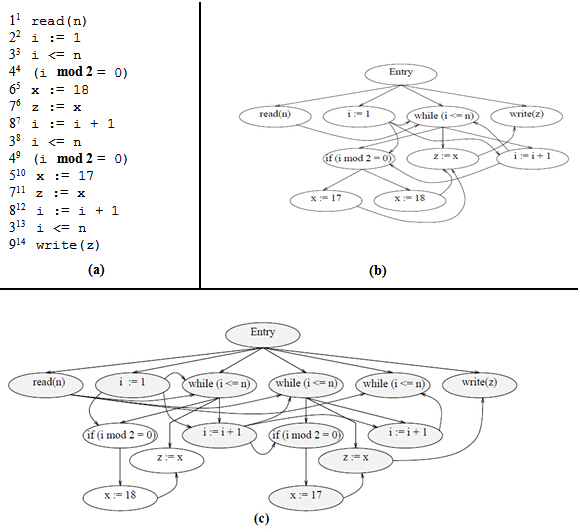 1¹ read(n)
2² i := 1
3³ i <= n
4⁴ (i mod 2 = 0)
6⁵ x := 18
7⁶ z := x
8⁷ i := i + 1
3⁸ i <= n
4⁹ (i mod 2 = 0)
5¹⁰ x := 17
7¹¹ z := x
8¹² i := i + 1
3¹³ i <= n
9¹⁴ write(z)
(a)
Entry
read(n) i := 1 while (i <= n) write(z)
if (i mod 2 = 0) z := x i := i + 1
x := 17 x := 18
(b)
Entry
read(n) i := 1 while (i <= n) while (i <= n) while (i <= n) write(z)
if (i mod 2 = 0) i := i + 1 if (i mod 2 = 0) i := i + 1
z := x z := x
x := 18 x := 17
(c)